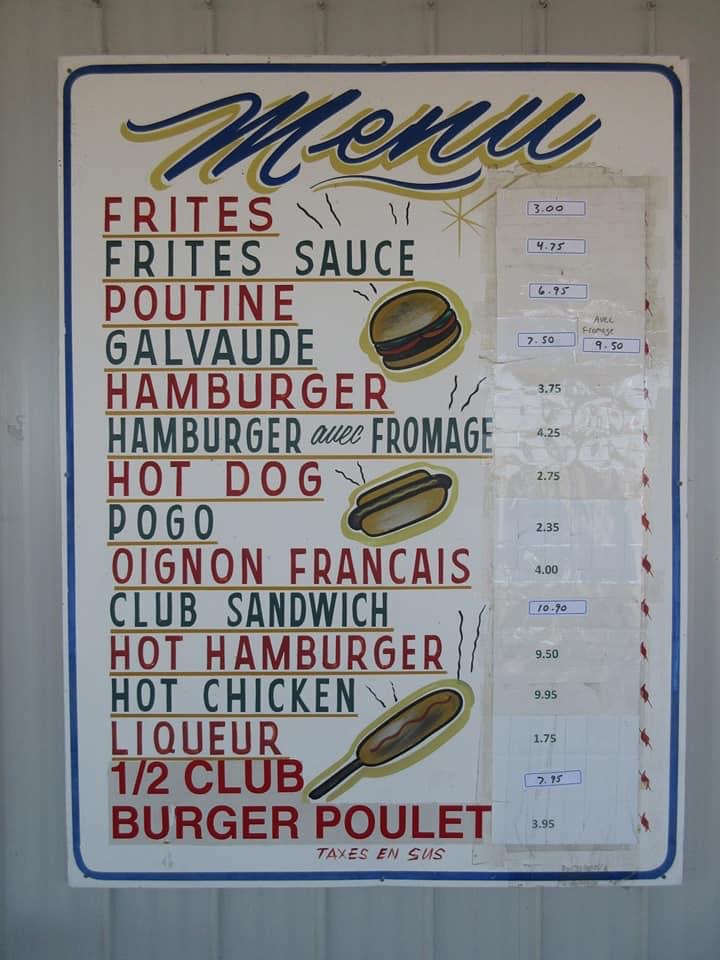 Menu
FRITES 3.00
FRITES SAUCE 4.75
POUTINE 6.95
Avec Fromage
GALVAUDE 7.50 9.50
HAMBURGER 3.75
HAMBURGER avec FROMAGE 4.25
HOT DOG 2.75
POGO 2.35
OIGNON FRANCAIS 4.00
CLUB SANDWICH 10.90
HOT HAMBURGER 9.50
HOT CHICKEN 9.95
LIQUEUR 1.75
1/2 CLUB 7.95
BURGER POULET 3.95
TAXES EN SUS